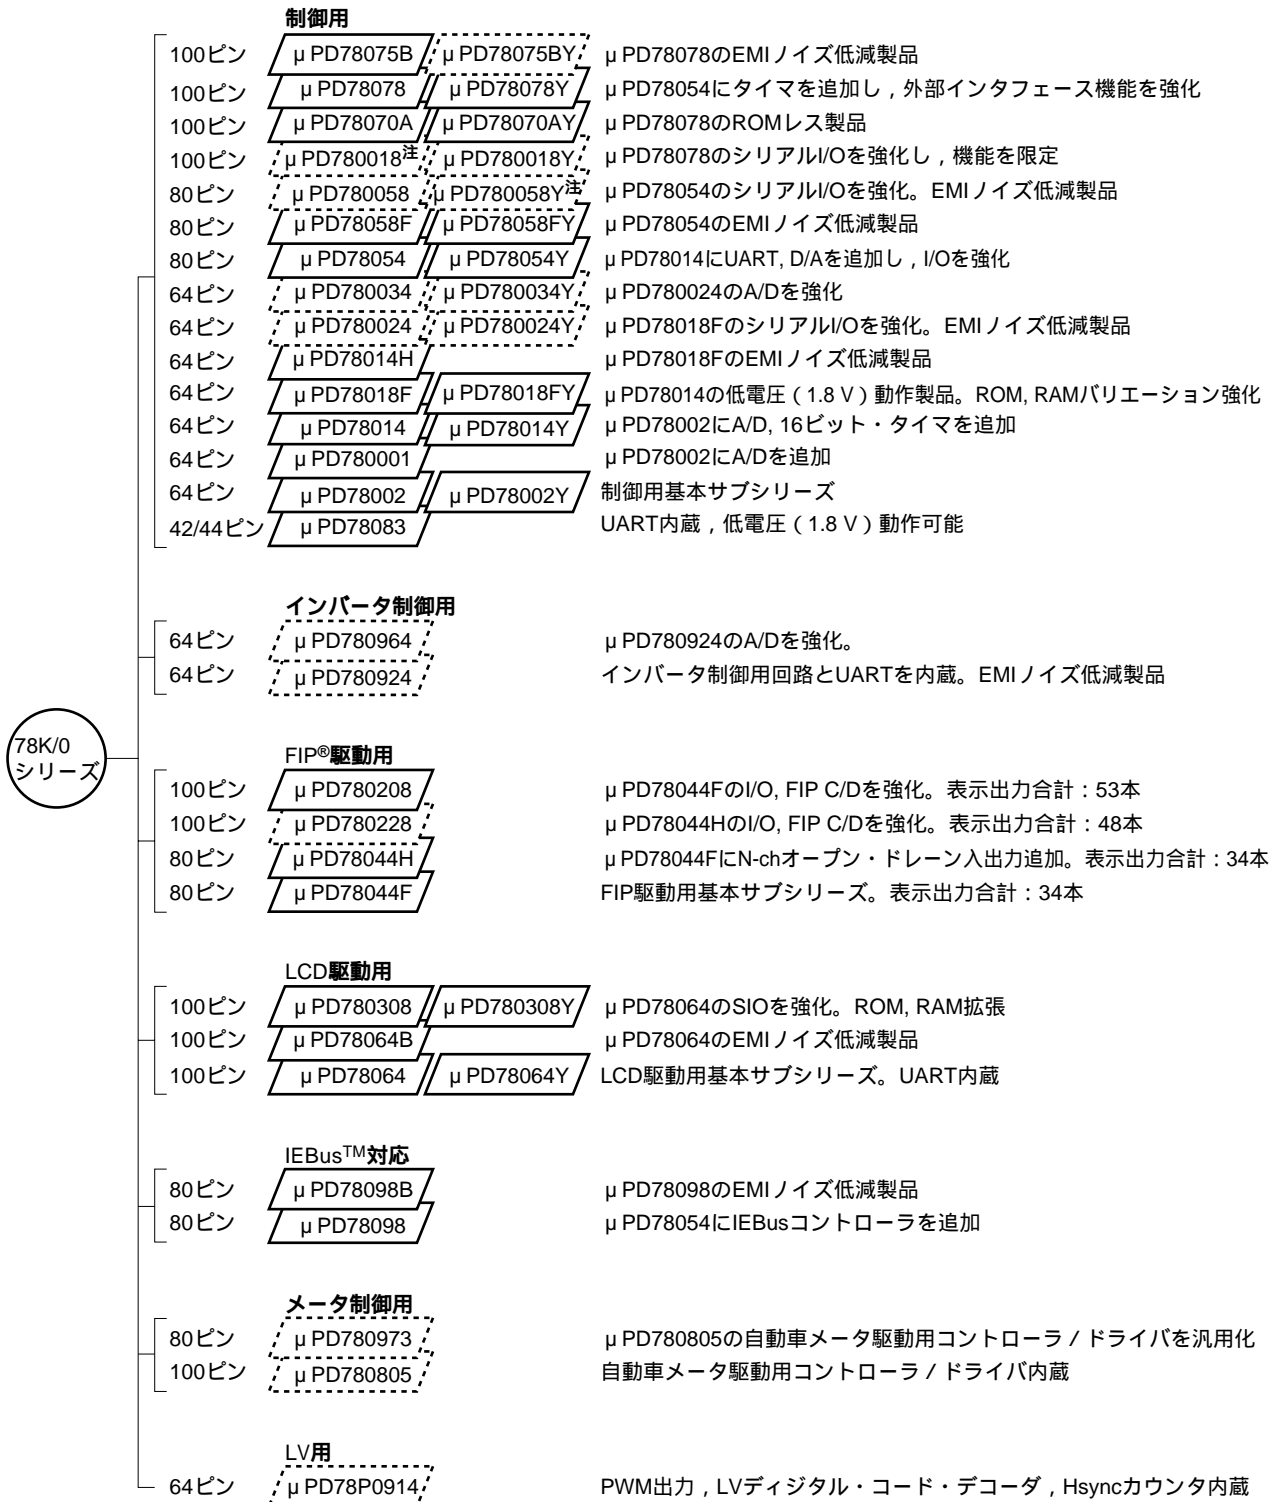 制御用
100ピン μPD78075B μPD78075BY μPD78078のEMIノイズ低減製品
100ピン μPD78078 μPD78078Y μPD78054にタイマを追加し，外部インタフェース機能を強化
100ピン μPD78070A μPD78070AY μPD78078のROMレス製品
100ピン μPD780018注 μPD780018Y μPD78078のシリアルI/Oを強化し，機能を限定
80ピン μPD780058 μPD780058Y注 μPD78054のシリアルI/Oを強化。EMIノイズ低減製品
80ピン μPD78058F μPD78058FY μPD78054のEMIノイズ低減製品
80ピン μPD78054 μPD78054Y μPD78014にUART, D/Aを追加し，I/Oを強化
64ピン μPD780034 μPD780034Y μPD780024のA/Dを強化
64ピン μPD780024 μPD780024Y μPD78018FのシリアルI/Oを強化。EMIノイズ低減製品
64ピン μPD78014H μPD78018FのEMIノイズ低減製品
64ピン μPD78018F μPD78018FY μPD78014の低電圧（1.8 V）動作製品。ROM, RAMバリエーション強化
64ピン μPD78014 μPD78014Y μPD78002にA/D, 16ビット・タイマを追加
64ピン μPD780001 μPD78002にA/Dを追加
64ピン μPD78002 μPD78002Y 制御用基本サブシリーズ
42/44ピン μPD78083 UART内蔵，低電圧（1.8 V）動作可能
インバータ制御用
64ピン μPD780964 μPD780924のA/Dを強化。
64ピン μPD780924 インバータ制御用回路とUARTを内蔵。EMIノイズ低減製品
78K/0
シリーズ
FIP®駆動用
100ピン μPD780208 μPD78044FのI/O, FIP C/Dを強化。表示出力合計：53本
100ピン μPD780228 μPD78044HのI/O, FIP C/Dを強化。表示出力合計：48本
80ピン μPD78044H μPD78044FにN-chオープン・ドレーン入出力追加。表示出力合計：34本
80ピン μPD78044F FIP駆動用基本サブシリーズ。表示出力合計：34本
LCD駆動用
100ピン μPD780308 μPD780308Y μPD78064のSIOを強化。ROM, RAM拡張
100ピン μPD78064B μPD78064のEMIノイズ低減製品
100ピン μPD78064 μPD78064Y LCD駆動用基本サブシリーズ。UART内蔵
IEBus™対応
80ピン μPD78098B μPD78098のEMIノイズ低減製品
80ピン μPD78098 μPD78054にIEBusコントローラを追加
メータ制御用
80ピン μPD780973 μPD780805の自動車メータ駆動用コントローラ／ドライバを汎用化
100ピン μPD780805 自動車メータ駆動用コントローラ／ドライバ内蔵
LV用
64ピン μPD78P0914 PWM出力，LVディジタル・コード・デコーダ，Hsyncカウンタ内蔵